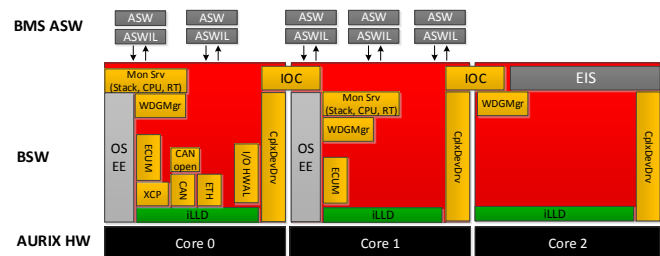 BMS ASW
ASW ASW ASW ASW ASW
ASWIL ASWIL ASWIL ASWIL ASWIL
Mon Srv
(Stack, CPU, RT)
IOC
IOC
EIS
WDGMgr
Mon Srv
(Stack, CPU, RT)
WDGMgr
WDGMgr
BSW
OS
EE
ECUM
CAN
open
I/O HWAL
CplxDevDrv
XCP
CAN
ETH
iLLD
OS
EE
ECUM
CplxDevDrv
iLLD
CplxDevDrv
iLLD
AURIX HW
Core 0
Core 1
Core 2